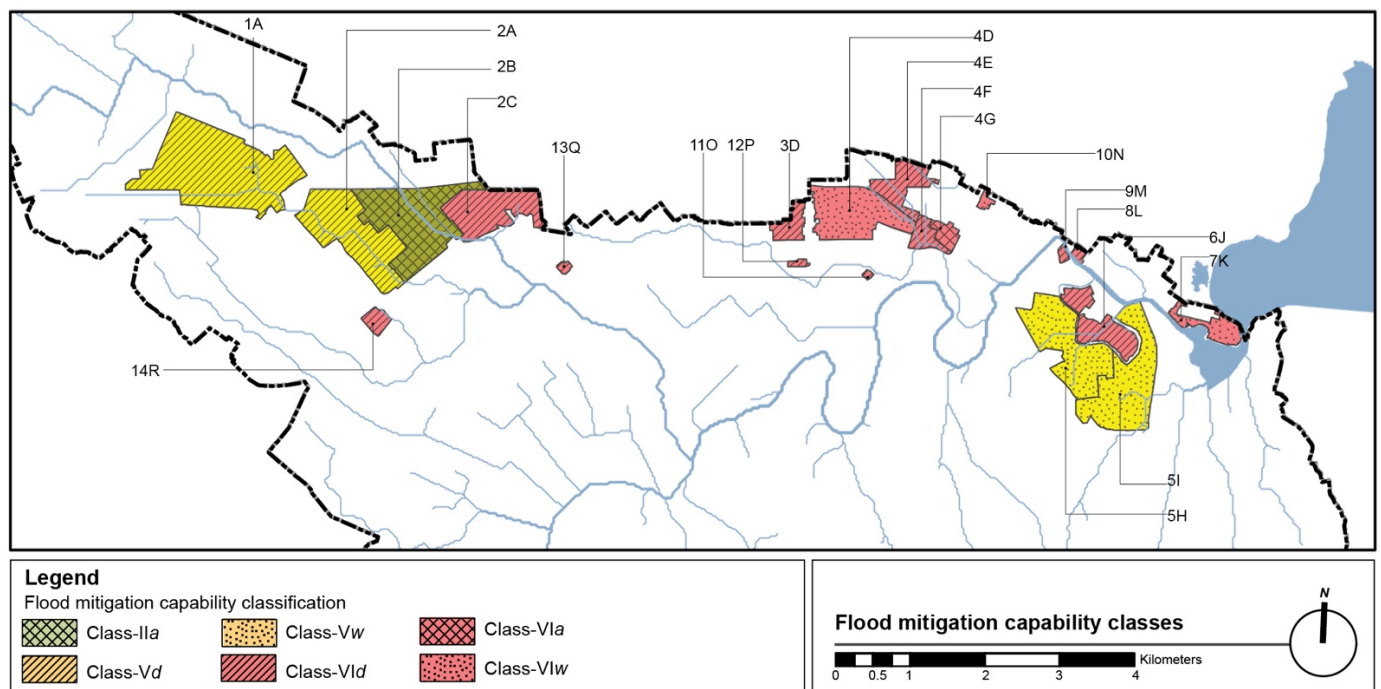 1A
2A
2B
2C
13Q
11O
12P
3D
4D
4E
4F
4G
10N
9M
8L
6J
7K
14R
5I
5H
Legend
Flood mitigation capability classification
Class-IIa
Class-Vw
Class-VIa
Class-Vd
Class-VId
Class-VIw
Flood mitigation capability classes
N
Kilometers
0 0.5 1 2 3 4